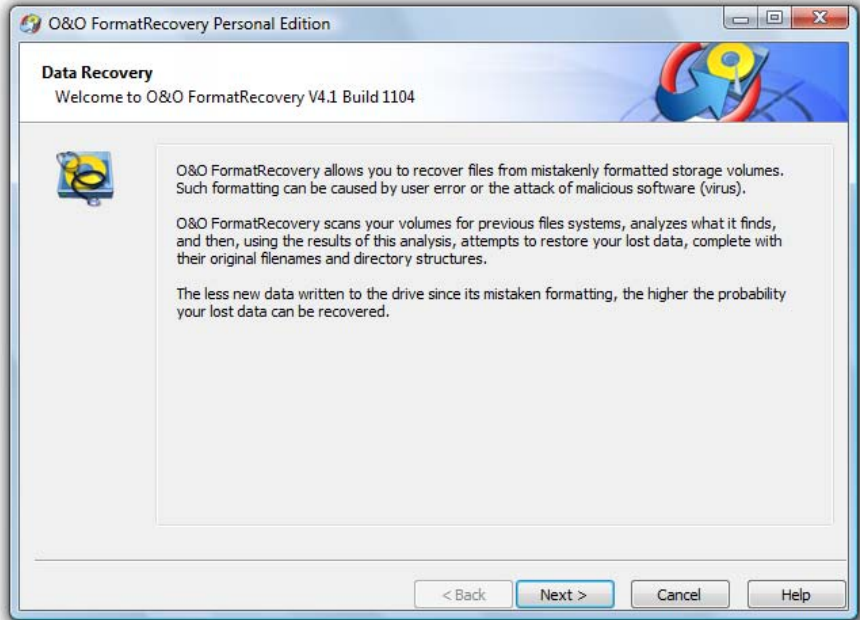 O&O FormatRecovery Personal Edition
Data Recovery
Welcome to O&O FormatRecovery V4.1 Build 1104
O&O FormatRecovery allows you to recover files from mistakenly formatted storage volumes.
Such formatting can be caused by user error or the attack of malicious software (virus).
O&O FormatRecovery scans your volumes for previous files systems, analyzes what it finds,
and then, using the results of this analysis, attempts to restore your lost data, complete with
their original filenames and directory structures.
The less new data written to the drive since its mistaken formatting, the higher the probability
your lost data can be recovered.
< Back Next > Cancel Help